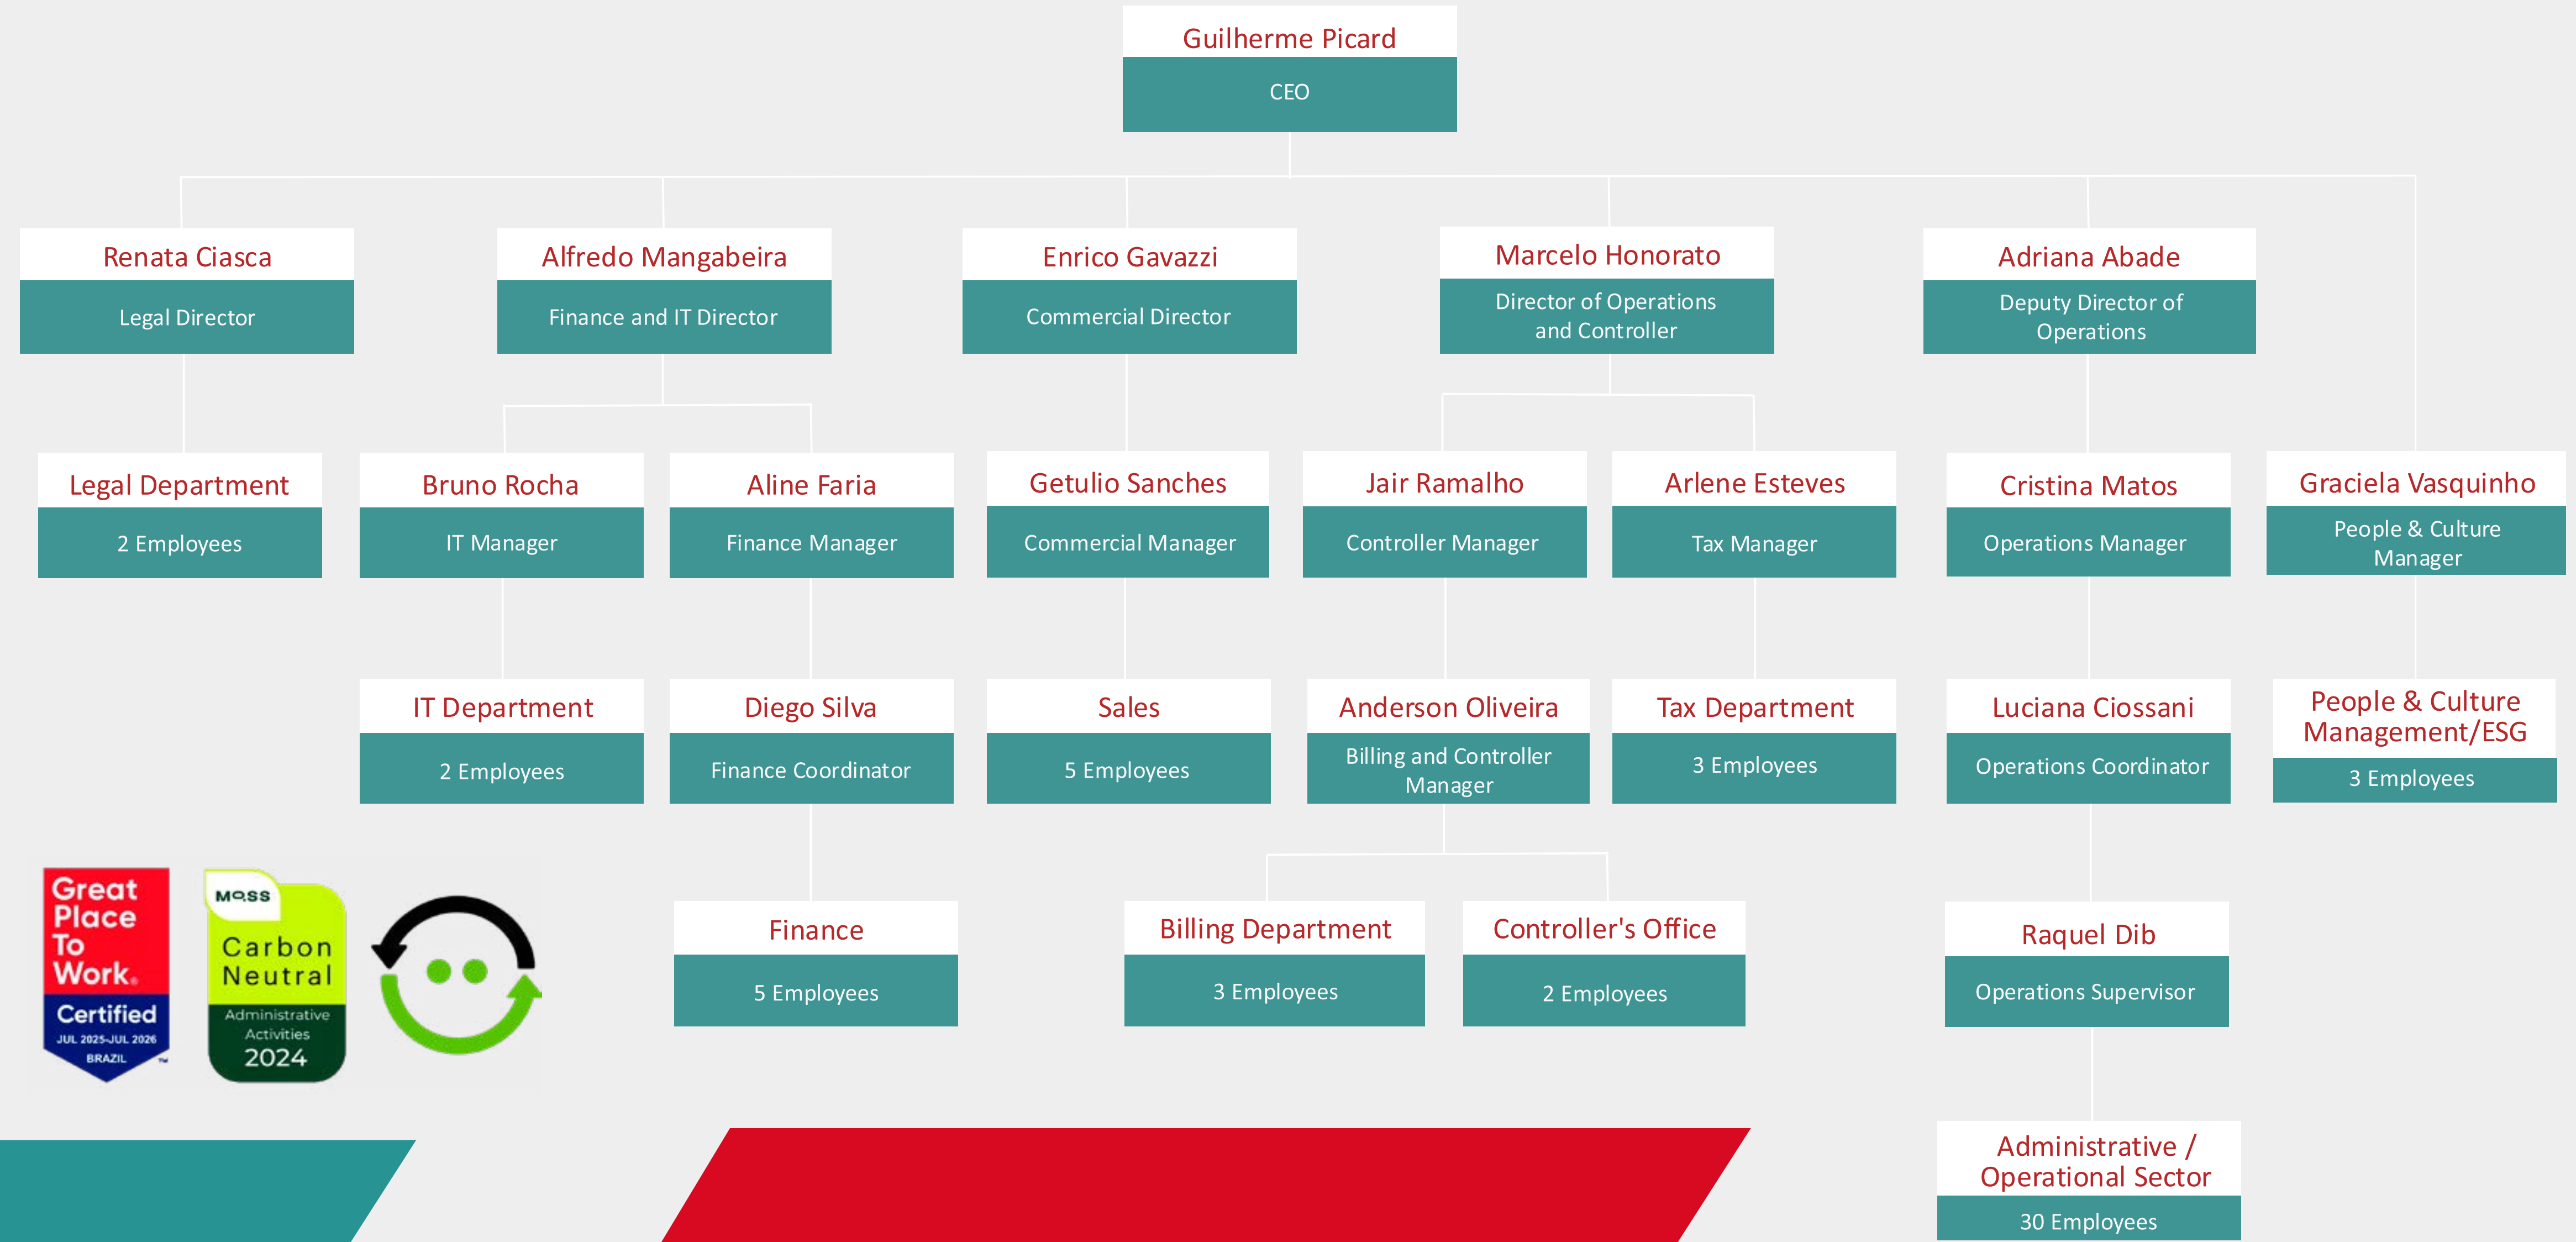 Guilherme Picard
CEO
Renata Ciasca
Legal Director
Alfredo Mangabeira
Finance and IT Director
Enrico Gavazzi
Commercial Director
Marcelo Honorato
Director of Operations
and Controller
Adriana Abade
Deputy Director of
Operations
Legal Department
2 Employees
Bruno Rocha
IT Manager
Aline Faria
Finance Manager
Getulio Sanches
Commercial Manager
Jair Ramalho
Controller Manager
Arlene Esteves
Tax Manager
Cristina Matos
Operations Manager
Graciela Vasquinho
People & Culture
Manager
IT Department
2 Employees
Diego Silva
Finance Coordinator
Sales
5 Employees
Anderson Oliveira
Billing and Controller
Manager
Tax Department
3 Employees
Luciana Ciossani
Operations Coordinator
People & Culture
Management/ESG
3 Employees
Great
Place
To
Work®
Certified
JUL 2025-JUL 2026
BRAZIL
™
MOSS
Carbon
Neutral
Administrative
Activities
2024
Finance
5 Employees
Billing Department
3 Employees
Controller's Office
2 Employees
Raquel Dib
Operations Supervisor
Administrative /
Operational Sector
30 Employees